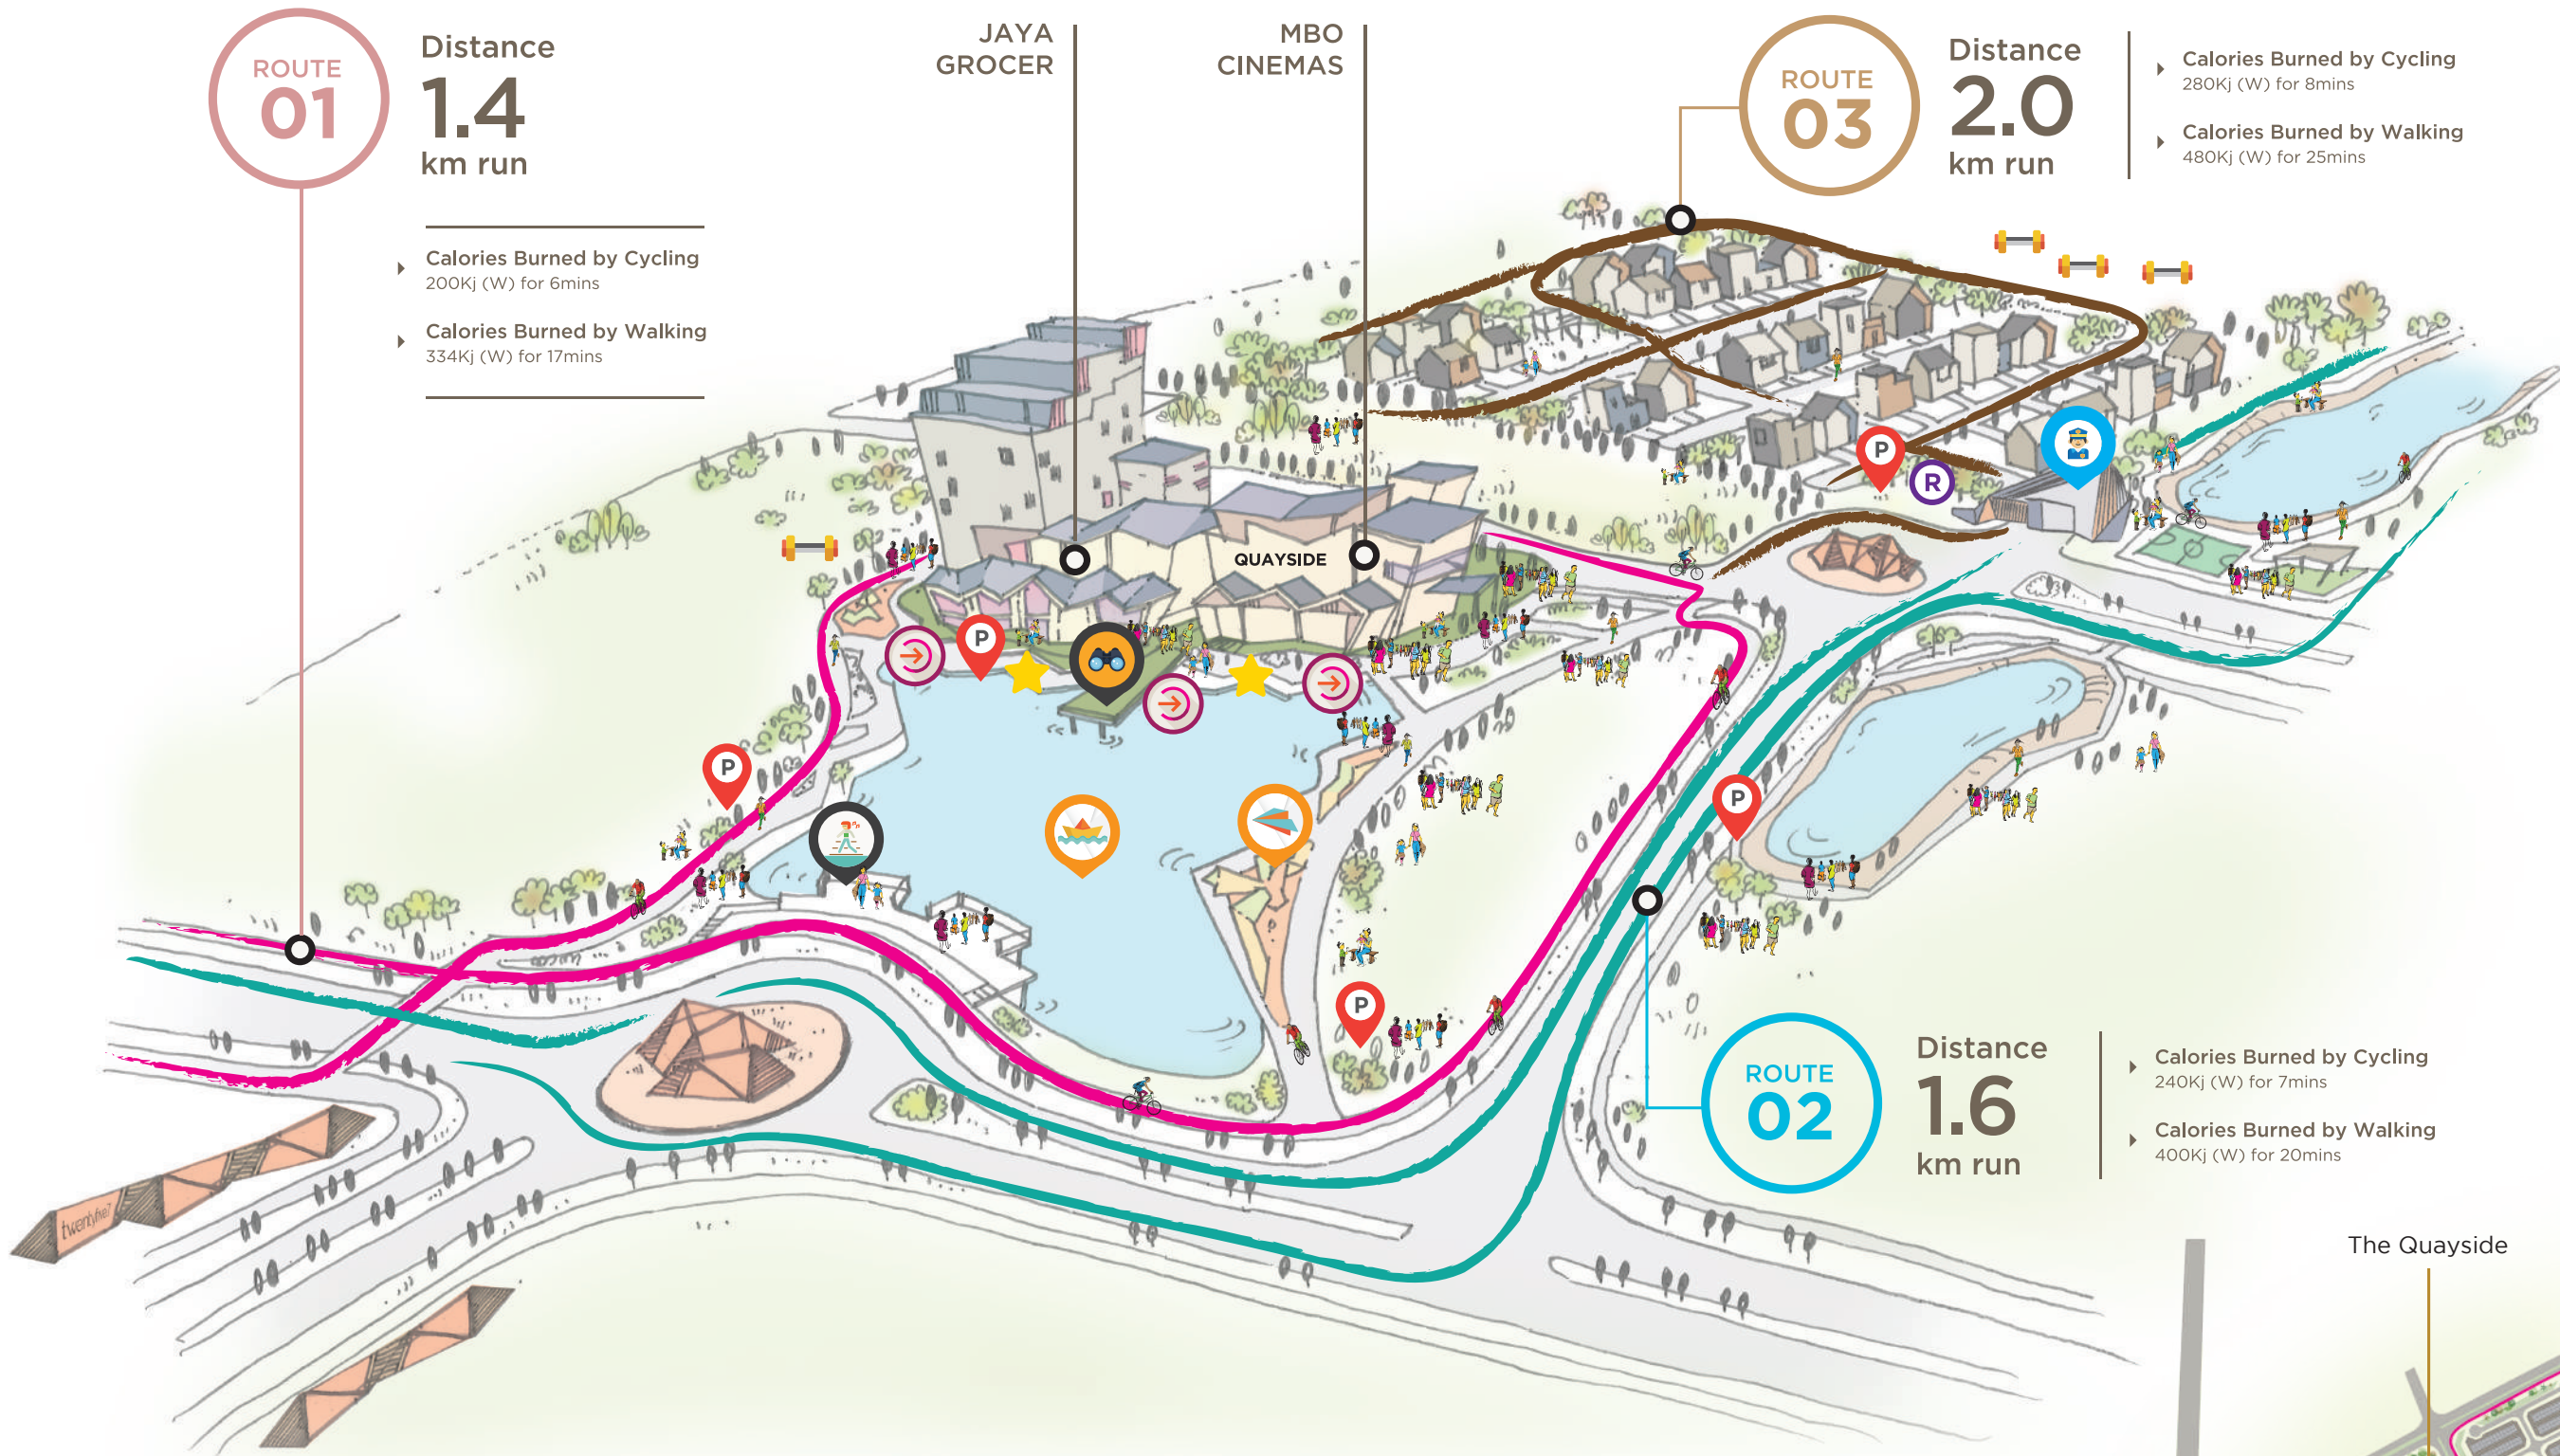 ROUTE
01
Distance
1.4
km run
Calories Burned by Cycling
200Kj (W) for 6mins
Calories Burned by Walking
334Kj (W) for 17mins
JAYA
GROCER
MBO
CINEMAS
ROUTE
03
Distance
2.0
km run
Calories Burned by Cycling
280Kj (W) for 8mins
Calories Burned by Walking
480Kj (W) for 25mins
P
R
QUAYSIDE
P
P
P
P
ROUTE
02
Distance
1.6
km run
Calories Burned by Cycling
240Kj (W) for 7mins
Calories Burned by Walking
400Kj (W) for 20mins
twentyfive7
The Quayside